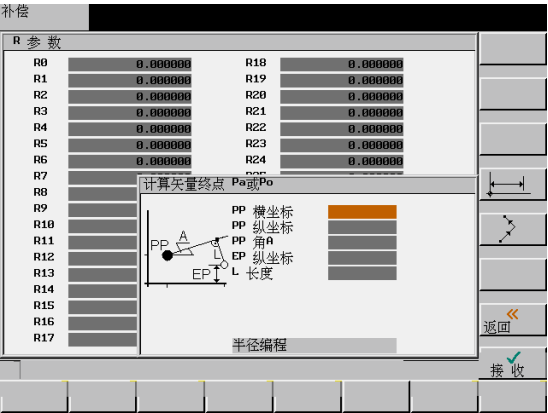 补偿
R 参 数
R0 0.000000 R18 0.000000
R1 0.000000 R19 0.000000
R2 0.000000 R20 0.000000
R3 0.000000 R21 0.000000
R4 0.000000 R22 0.000000
R5 0.000000 R23 0.000000
R6 0.000000 R24 0.000000
R7
R8
R9
R10
R11
R12
R13
R14
R15
R16
R17
计算矢量终点 Pa或Po
PP 横坐标
PP 纵坐标
PP 角A
EP 纵坐标
L 长度
A
PP
L
EP
半径编程
返回
接 收